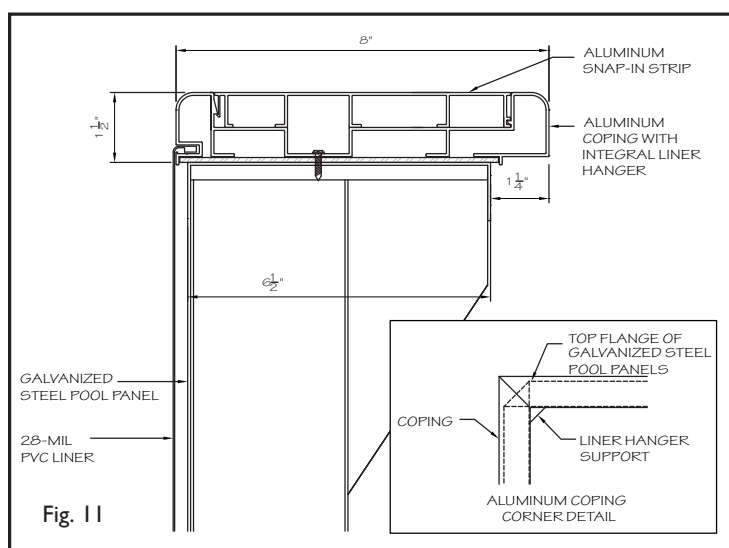 8"
ALUMINUM
SNAP-IN STRIP
1 1/2"
ALUMINUM
COPING WITH
INTEGRAL LINER
HANGER
1 1/4"
6 1/2"
GALVANIZED
STEEL POOL PANEL
28-MIL
PVC LINER
TOP FLANGE OF
GALVANIZED STEEL
POOL PANELS
COPING
LINER HANGER
SUPPORT
ALUMINUM COPING
CORNER DETAIL
Fig. 11